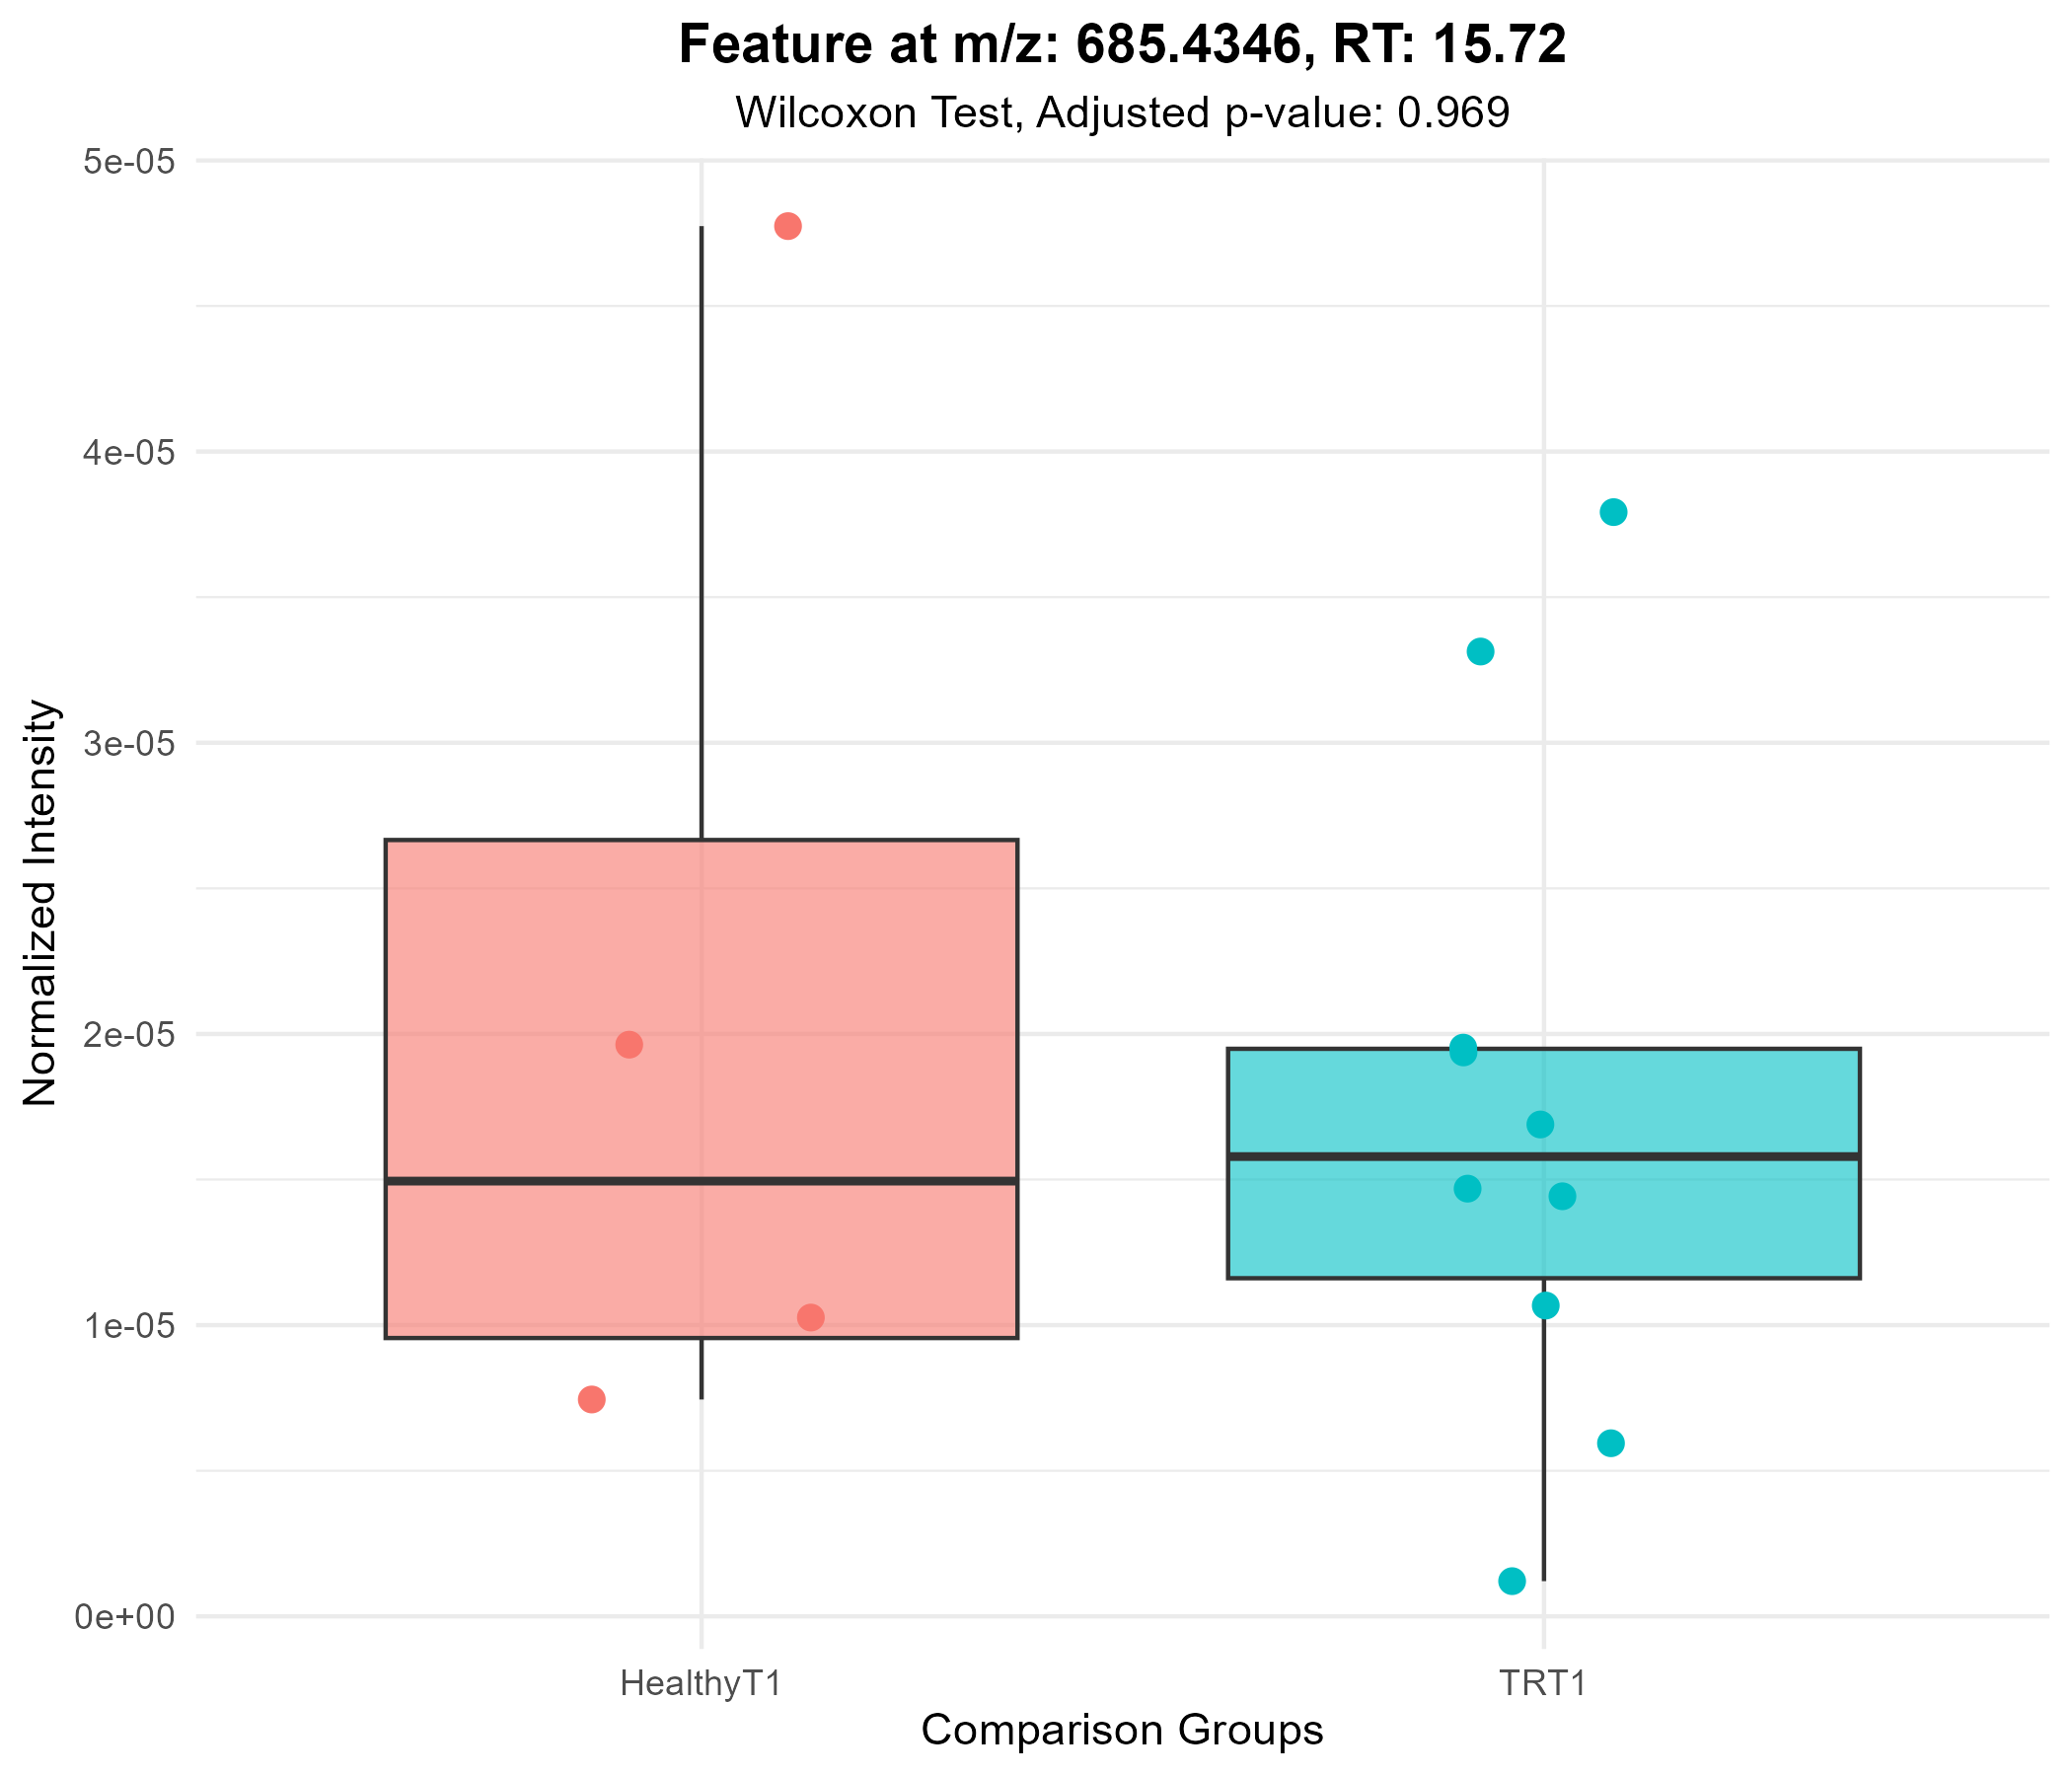 Feature at m/z: 685.4346, RT: 15.72
Wilcoxon Test, Adjusted p-value: 0.969
5e-05
4e-05
3e-05
2e-05
1e-05
0e+00
Normalized Intensity
HealthyT1
TRT1
Comparison Groups